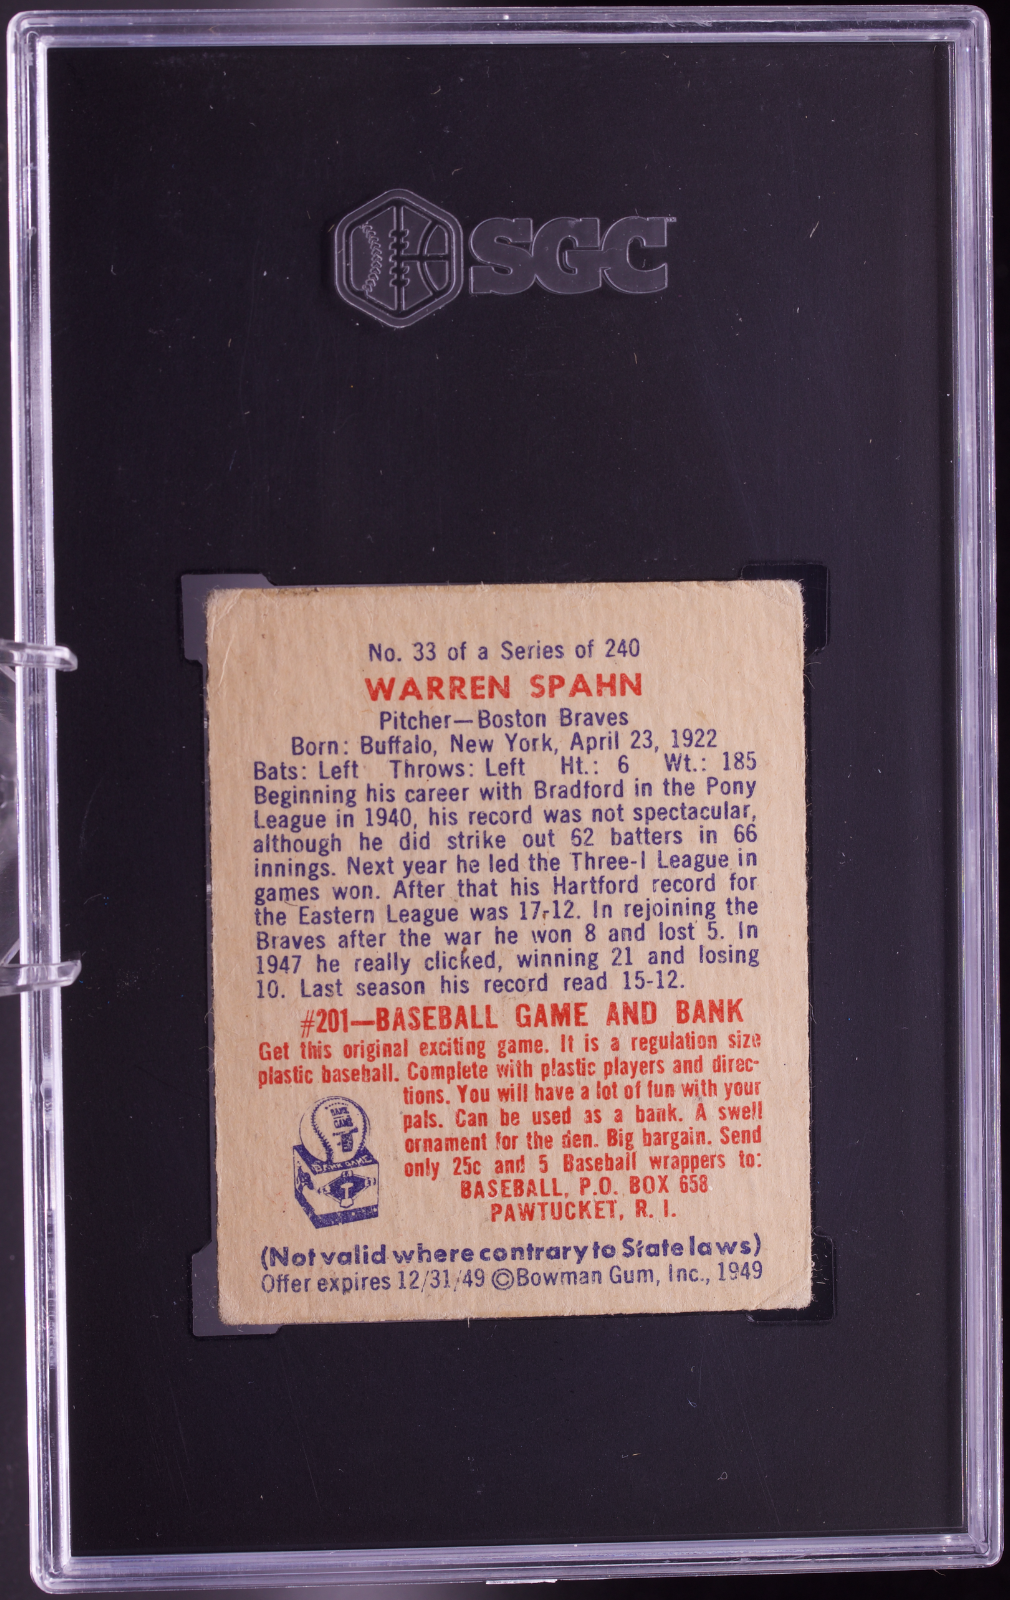 SGC
No. 33 of a Series of 240
WARREN SPAHN
Pitcher—Boston Braves
Born: Buffalo, New York, April 23, 1922
Bats: Left Throws: Left Ht.: 6 Wt.: 185
Beginning his career with Bradford in the Pony
League in 1940, his record was not spectacular,
although he did strike out 62 batters in 66
innings. Next year he led the Three-I League in
games won. After that his Hartford record for
the Eastern League was 17-12. In rejoining the
Braves after the war he won 8 and lost 5. In
1947 he really clicked, winning 21 and losing
10. Last season his record read 15-12.
#201—BASEBALL GAME AND BANK
Get this original exciting game. It is a regulation size
plastic baseball. Complete with plastic players and direc-
tions. You will have a lot of fun with your
pals. Can be used as a bank. A swell
ornament for the den. Big bargain. Send
only 25c and 5 Baseball wrappers to:
BASEBALL, P.O. BOX 658
PAWTUCKET, R. I.
BANK GAME
(Not valid where contrary to State laws)
Offer expires 12/31/49 ©Bowman Gum, Inc., 1949